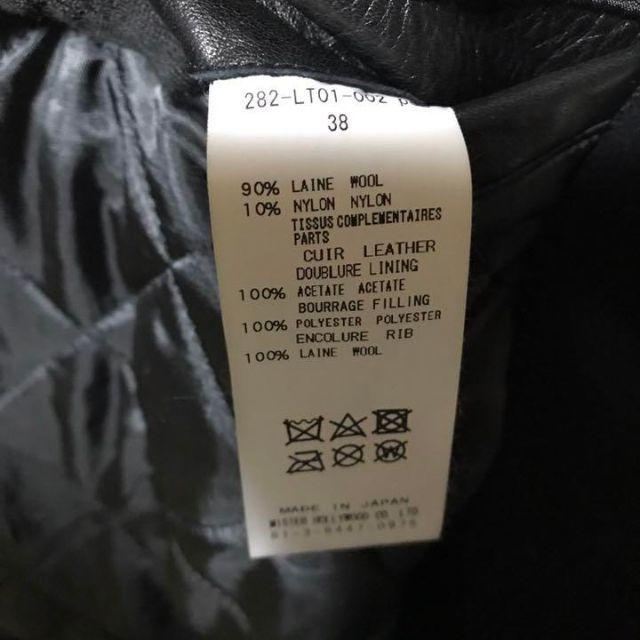 282-LT01-002
38
90% LAINE WOOL
10% NYLON NYLON
TISSUS COMPLEMENTAIRES
PARTS
CUIR LEATHER
DOUBLURE LINING
100% ACETATE ACETATE
BOURRAGE FILLING
100% POLYESTER POLYESTER
ENCOLURE RIB
100% LAINE WOOL
MADE IN JAPAN
MISTER HOLLYWOOD CO. LTD
81-3-6447-0975